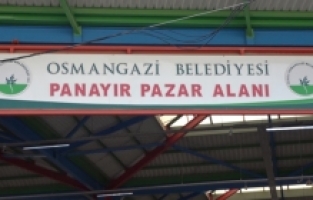 OSMANGAZİ BELEDİYESİ
PANAYIR PAZAR ALANI